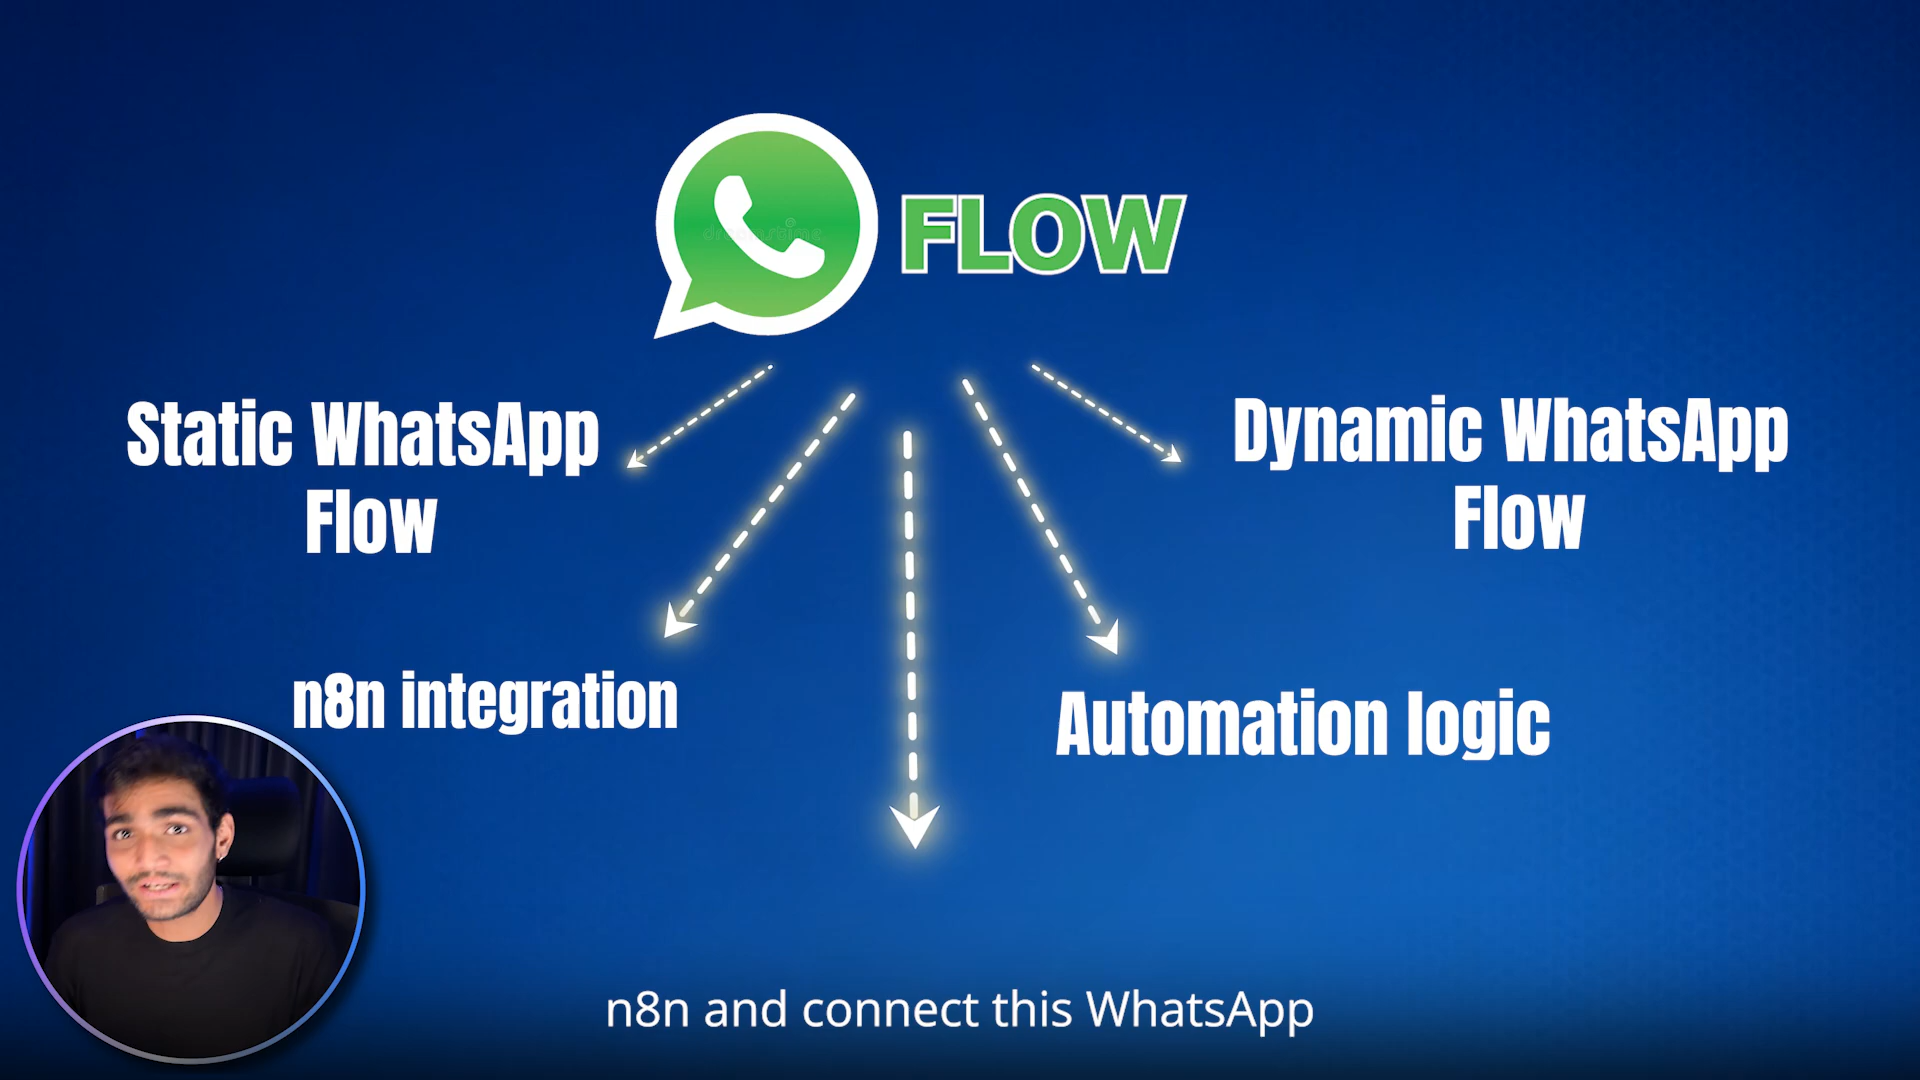 FLOW
Static WhatsApp
Flow
Dynamic WhatsApp
Flow
n8n integration
Automation logic
n8n and connect this WhatsApp